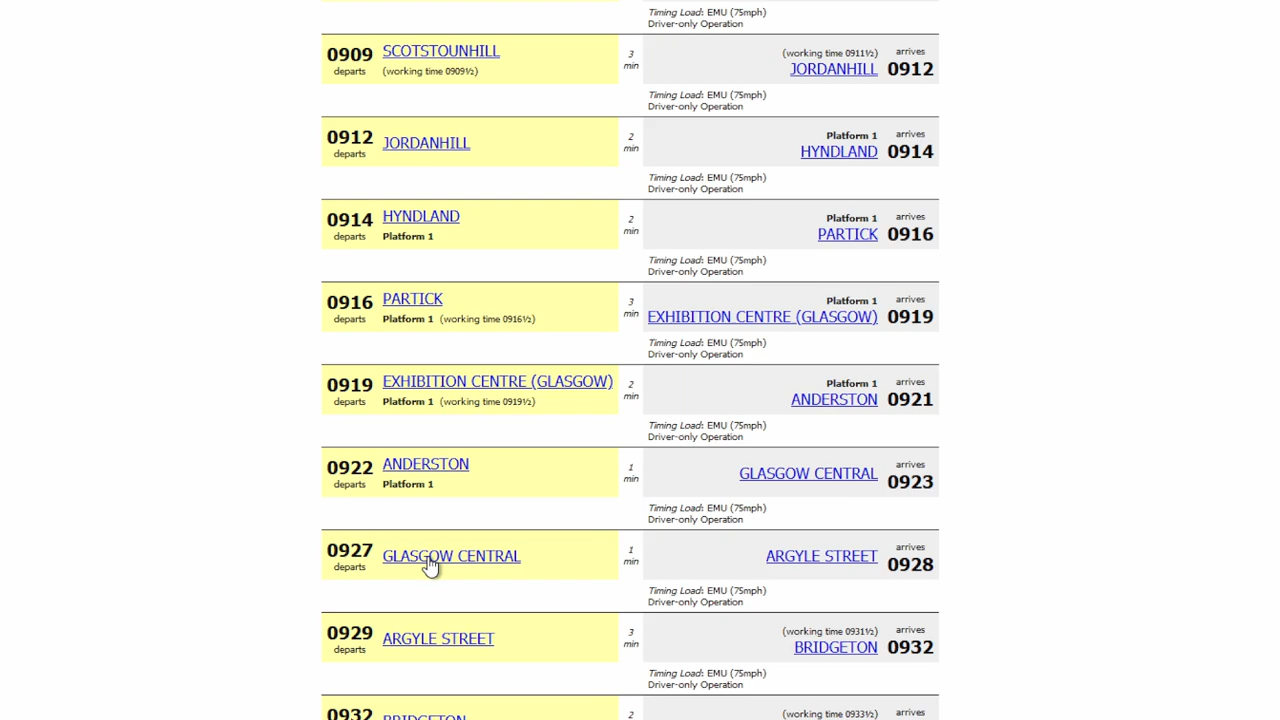 Timing Load: EMU (75mph)
Driver-only Operation
0909 departs
SCOTSTOUNHILL
(working time 0909½)
3 min
(working time 0911½)
JORDANHILL
arrives 0912
Timing Load: EMU (75mph)
Driver-only Operation
0912 departs
JORDANHILL
2 min
Platform 1
HYNDLAND
arrives 0914
Timing Load: EMU (75mph)
Driver-only Operation
0914 departs
HYNDLAND
Platform 1
2 min
Platform 1
PARTICK
arrives 0916
Timing Load: EMU (75mph)
Driver-only Operation
0916 departs
PARTICK
Platform 1 (working time 0916½)
3 min
Platform 1
EXHIBITION CENTRE (GLASGOW)
arrives 0919
Timing Load: EMU (75mph)
Driver-only Operation
0919 departs
EXHIBITION CENTRE (GLASGOW)
Platform 1 (working time 0919½)
2 min
Platform 1
ANDERSTON
arrives 0921
Timing Load: EMU (75mph)
Driver-only Operation
0922 departs
ANDERSTON
Platform 1
1 min
GLASGOW CENTRAL
arrives 0923
Timing Load: EMU (75mph)
Driver-only Operation
0927 departs
GLASGOW CENTRAL
1 min
ARGYLE STREET
arrives 0928
Timing Load: EMU (75mph)
Driver-only Operation
0929 departs
ARGYLE STREET
3 min
(working time 0931½)
BRIDGETON
arrives 0932
Timing Load: EMU (75mph)
Driver-only Operation
0932
BRIDGETON
2
(working time 0933½)
arrives